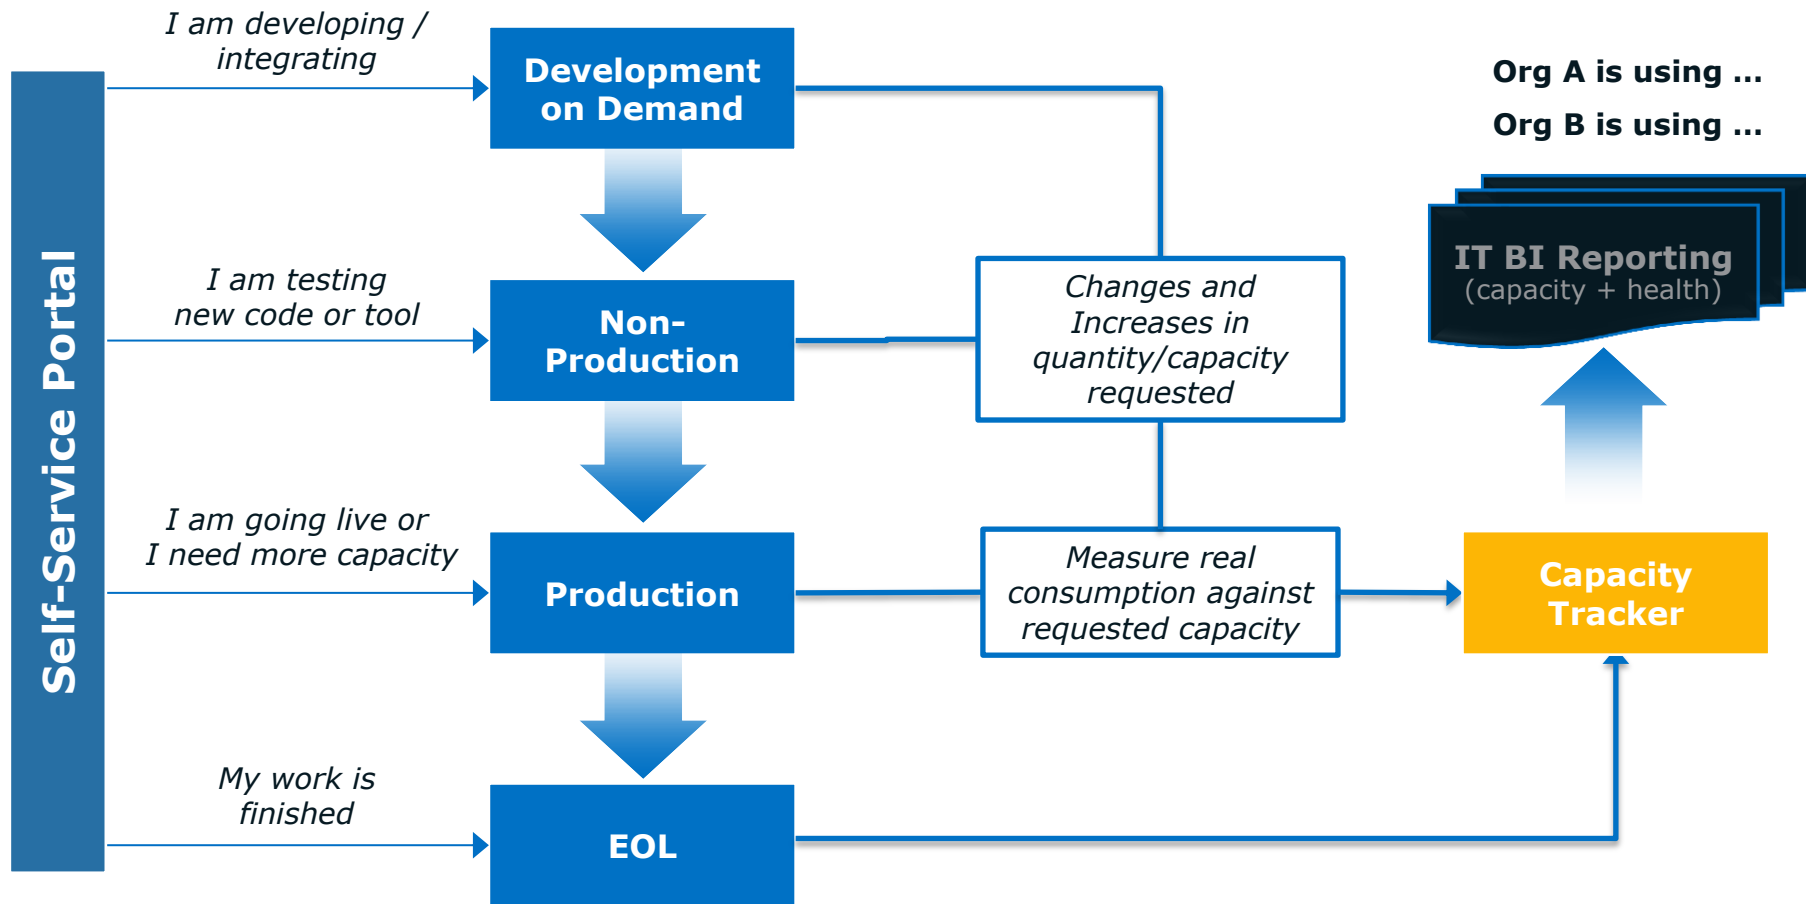 Self-Service Portal
I am developing /
integrating
Development
on Demand
Org A is using ...
Org B is using ...
IT BI Reporting
(capacity + health)
I am testing
new code or tool
Non-
Production
Changes and
Increases in
quantity/capacity
requested
I am going live or
I need more capacity
Production
Measure real
consumption against
requested capacity
Capacity
Tracker
My work is
finished
EOL